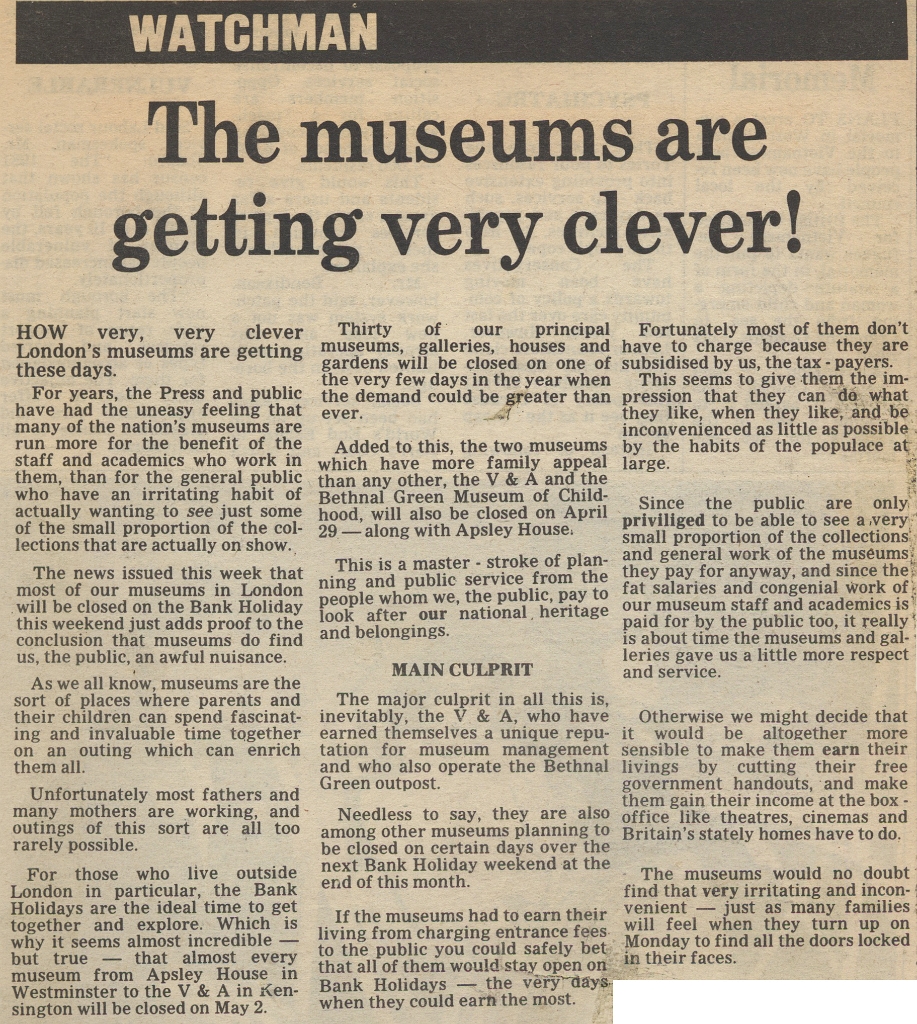 WATCHMAN
The museums are
getting very clever!
HOW very, very clever
London's museums are getting
these days.
For years, the Press and public
have had the uneasy feeling that
many of the nation's museums are
run more for the benefit of the
staff and academics who work in
them, than for the general public
who have an irritating habit of
actually wanting to see just some
of the small proportion of the col-
lections that are actually on show.
The news issued this week that
most of our museums in London
will be closed on the Bank Holiday
this weekend just adds proof to the
conclusion that museums do find
us, the public, an awful nuisance.
As we all know, museums are the
sort of places where parents and
their children can spend fascinat-
ing and invaluable time together
on an outing which can enrich
them all.
Unfortunately most fathers and
many mothers are working, and
outings of this sort are all too
rarely possible.
For those who live outside
London in particular, the Bank
Holidays are the ideal time to get
together and explore. Which is
why it seems almost incredible —
but true — that almost every
museum from Apsley House in
Westminster to the V & A in Ken-
sington will be closed on May 2.
Thirty of our principal
museums, galleries, houses and
gardens will be closed on one of
the very few days in the year when
the demand could be greater than
ever.
Added to this, the two museums
which have more family appeal
than any other, the V & A and the
Bethnal Green Museum of Child-
hood, will also be closed on April
29 — along with Apsley House.
This is a master - stroke of plan-
ning and public service from the
people whom we, the public, pay to
look after our national heritage
and belongings.
MAIN CULPRIT
The major culprit in all this is,
inevitably, the V & A, who have
earned themselves a unique repu-
tation for museum management
and who also operate the Bethnal
Green outpost.
Needless to say, they are also
among other museums planning to
be closed on certain days over the
next Bank Holiday weekend at the
end of this month.
If the museums had to earn their
living from charging entrance fees
to the public you could safely bet
that all of them would stay open on
Bank Holidays — the very days
when they could earn the most.
Fortunately most of them don't
have to charge because they are
subsidised by us, the tax - payers.
This seems to give them the im-
pression that they can do what
they like, when they like, and be
inconvenienced as little as possible
by the habits of the populace at
large.
Since the public are only
priviliged to be able to see a very
small proportion of the collections
and general work of the museums
they pay for anyway, and since the
fat salaries and congenial work of
our museum staff and academics is
paid for by the public too, it really
is about time the museums and gal-
leries gave us a little more respect
and service.
Otherwise we might decide that
it would be altogether more
sensible to make them earn their
livings by cutting their free
government handouts, and make
them gain their income at the box -
office like theatres, cinemas and
Britain's stately homes have to do.
The museums would no doubt
find that very irritating and incon-
venient — just as many families
will feel when they turn up on
Monday to find all the doors locked
in their faces.